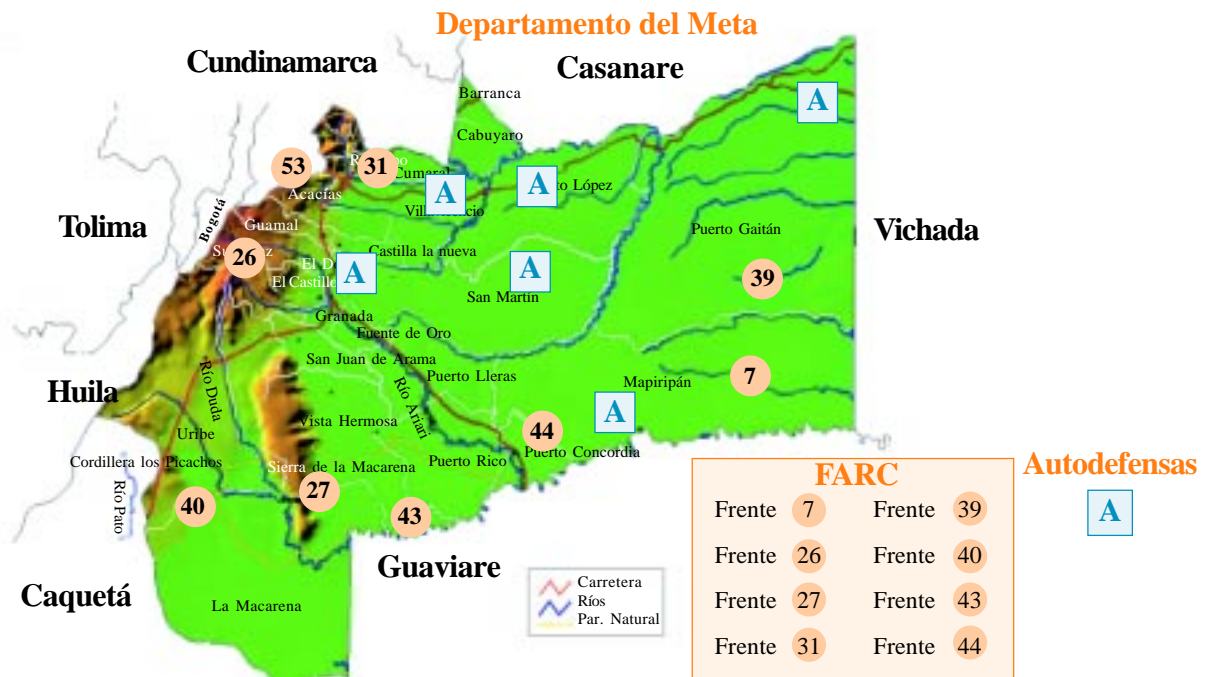 Departamento del Meta
Cundinamarca
Casanare
Barranca
A
Cabuyaro
53
31
Cumaral
A
A
Acacías
Villavicencio
Tolima
Bogotá
Guamal
Puerto Gaitán
Vichada
26
Castilla la nueva
A
A
El Castillo
39
San Martín
Granada
Fuente de Oro
San Juan de Arama
Huila
Río Duda
Río Ariari
Puerto Lleras
Mapiripán
7
Vista Hermosa
A
Uribe
44
Puerto Concordia
Cordillera los Picachos
Sierra de la Macarena
Puerto Rico
Río Pato
40
27
43
Guaviare
Caquetá
La Macarena
Carretera
Ríos
Par. Natural
FARC
Frente 7
Frente 39
Frente 26
Frente 40
Frente 27
Frente 43
Frente 31
Frente 44
Autodefensas
A